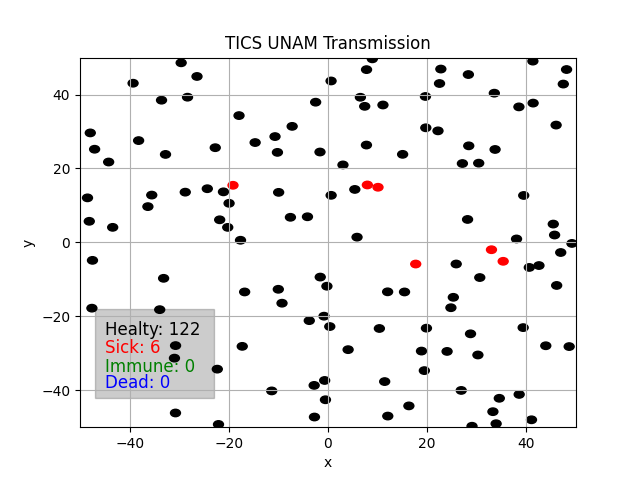 TICS UNAM Transmission
y
40
20
0
−20
−40
Healty: 122
Sick: 6
Immune: 0
Dead: 0
−40 −20 0 20 40
x